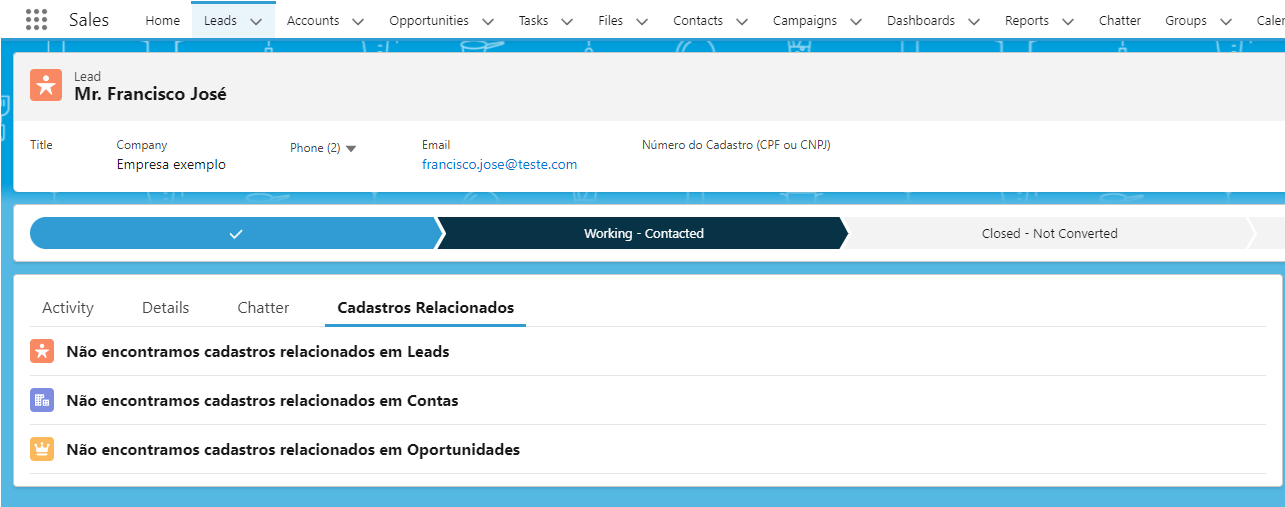 Sales Home Leads Accounts Opportunities Tasks Files Contacts Campaigns Dashboards Reports Chatter Groups Caler
Lead
Mr. Francisco José
Title Company Phone (2) Email Número do Cadastro (CPF ou CNPJ)
Empresa exemplo francisco.jose@teste.com
Working - Contacted Closed - Not Converted
Activity Details Chatter Cadastros Relacionados
Não encontramos cadastros relacionados em Leads
Não encontramos cadastros relacionados em Contas
Não encontramos cadastros relacionados em Oportunidades